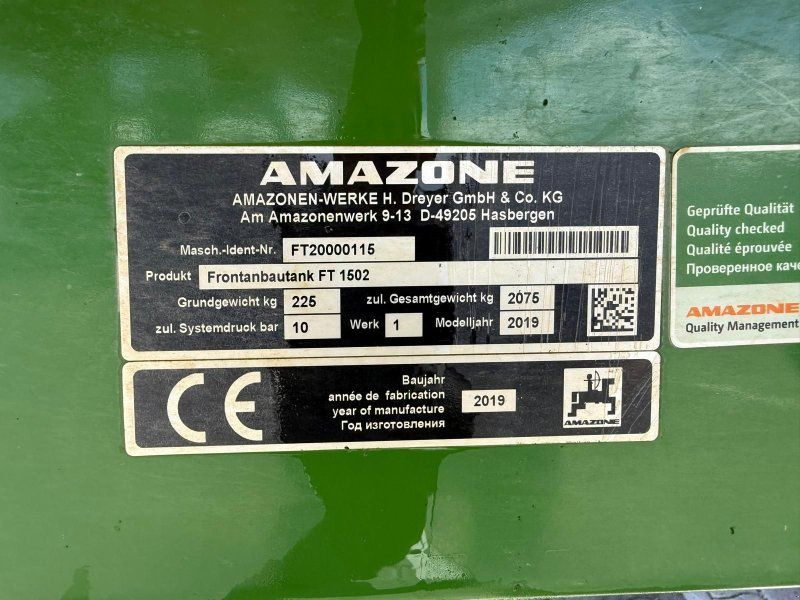 AMAZONE
AMAZONEN-WERKE H. Dreyer GmbH & Co. KG
Am Amazonenwerk 9-13 D-49205 Hasbergen
Masch.-Ident-Nr. FT20000115
Produkt Frontanbautank FT 1502
Grundgewicht kg 225 zul. Gesamtgewicht kg 2075
zul. Systemdruck bar 10 Werk 1 Modelljahr 2019
CE
Baujahr
année de fabrication
year of manufacture
Год изготовления
2019
AMAZONE
Geprüfte Qualität
Quality checked
Qualité éprouvée
Проверенное
AMAZONE
Quality Management